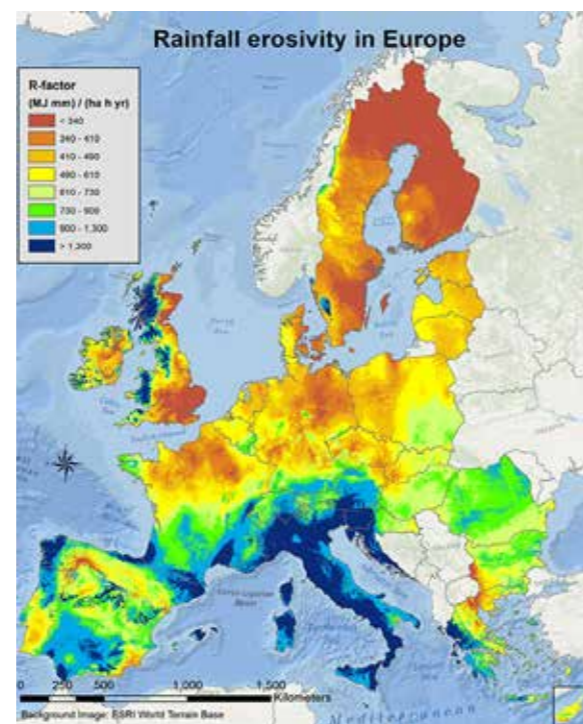 Rainfall erosivity in Europe
R-factor
(MJ mm) / (ha h yr)
< 340
340 - 410
410 - 490
490 - 610
610 - 730
730 - 900
900 - 1,300
> 1,300
0 250 500 1,000 1,500
Kilometers
Background Image: ESRI World Terrain Base
Mediterranean